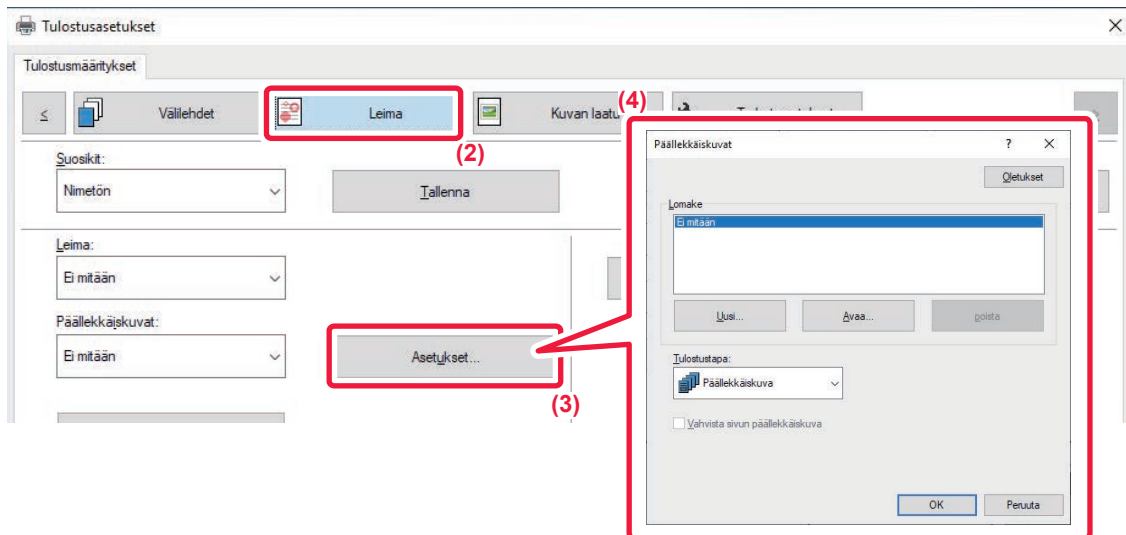 Tulostusasetukset
Tulostusmääritykset
≤
Välilehdet
Leima
Kuvan laatu
(4)
(2)
Suosikit:
Nimetön
Tallenna
Leima:
Ei mitään
Päällekkäiskuvat:
Ei mitään
Asetukset...
(3)
Päällekkäiskuvat
?
Oletukset
Lomake
Ei mitään
Uusi...
Avaa...
poista
Tulostustapa:
Päällekkäiskuva
Vahvista sivun päällekkäiskuva
OK
Peruuta